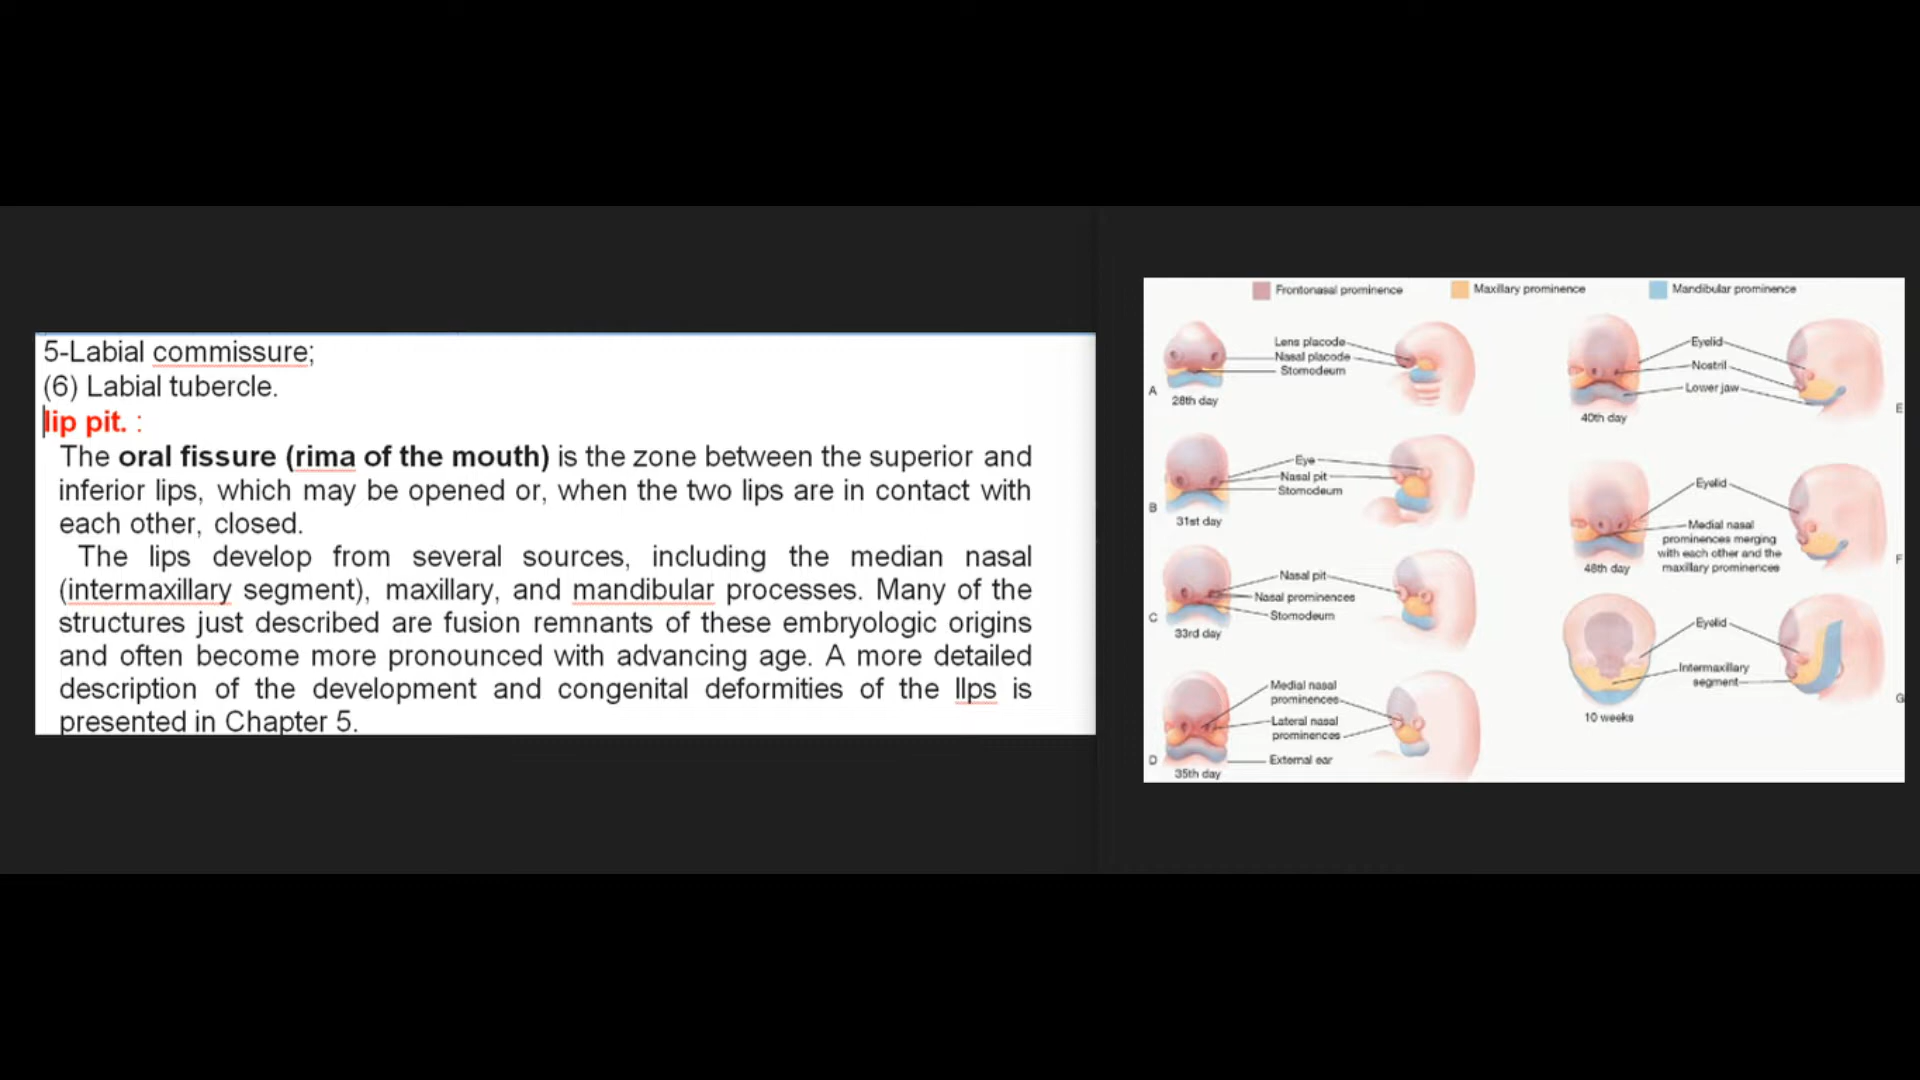 5-Labial commissure;
(6) Labial tubercle.
lip pit. :
The oral fissure (rima of the mouth) is the zone between the superior and
inferior lips, which may be opened or, when the two lips are in contact with
each other, closed.
The lips develop from several sources, including the median nasal
(intermaxillary segment), maxillary, and mandibular processes. Many of the
structures just described are fusion remnants of these embryologic origins
and often become more pronounced with advancing age. A more detailed
description of the development and congenital deformities of the lIps is
presented in Chapter 5.
Frontonasal prominence
Maxillary prominence
Mandibular prominence
Lens placode
Nasal placode
Stomodeum
A
28th day
Eye
Nasal pit
Stomodeum
B
31st day
Nasal pit
Nasal prominences
Stomodeum
C
33rd day
Medial nasal
prominences
Lateral nasal
prominences
External ear
D
35th day
Eyelid
Nostril
Lower jaw
E
40th day
Eyelid
Medial nasal
prominences merging
with each other and the
maxillary prominences
F
48th day
Eyelid
Intermaxillary
segment
G
10 weeks